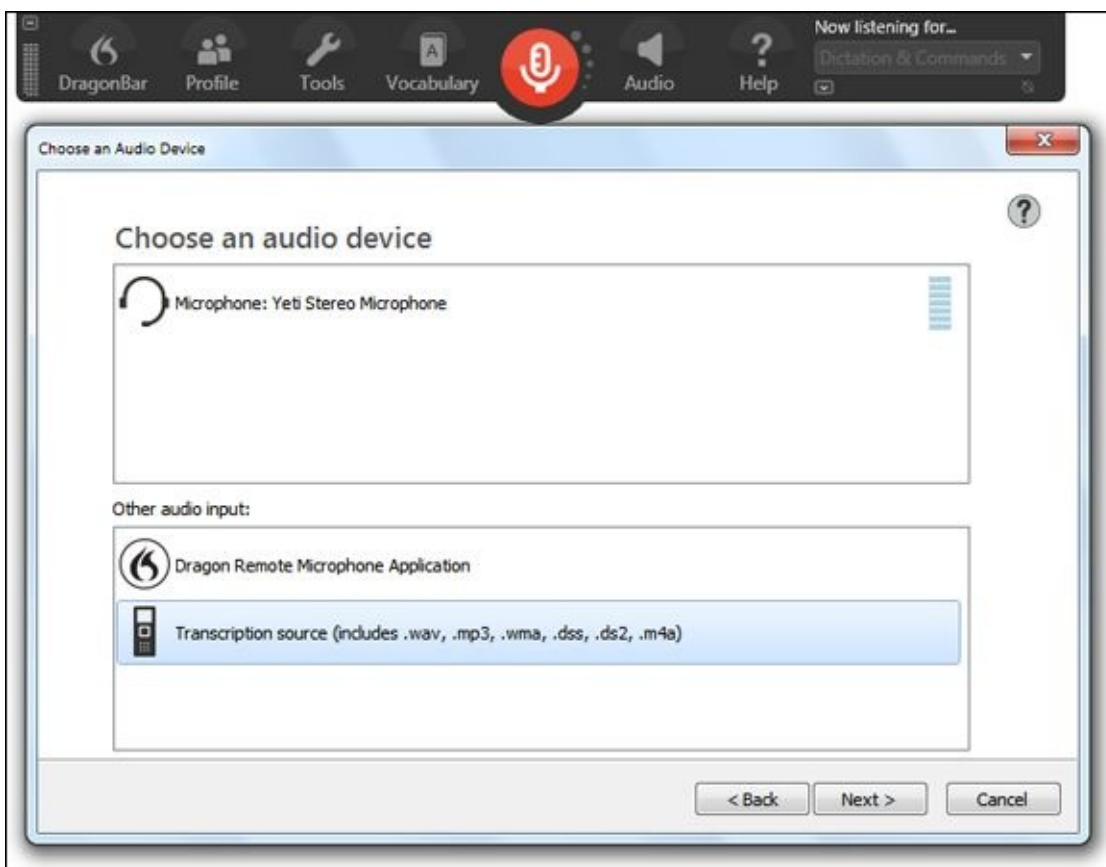 Now listening for...
DragonBar Profile Tools Vocabulary Audio Help
Dictation & Commands
Choose an Audio Device
Choose an audio device
Microphone: Yeti Stereo Microphone
Other audio input:
Dragon Remote Microphone Application
Transcription source (includes .wav, .mp3, .wma, .dss, .ds2, .m4a)
< Back Next > Cancel